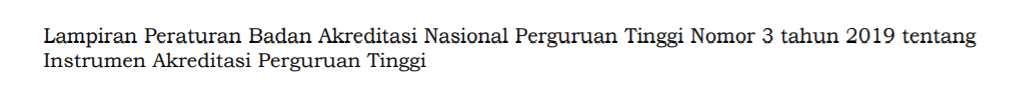 Lampiran Peraturan Badan Akreditasi Nasional Perguruan Tinggi Nomor 3 tahun 2019 tentang
Instrumen Akreditasi Perguruan Tinggi